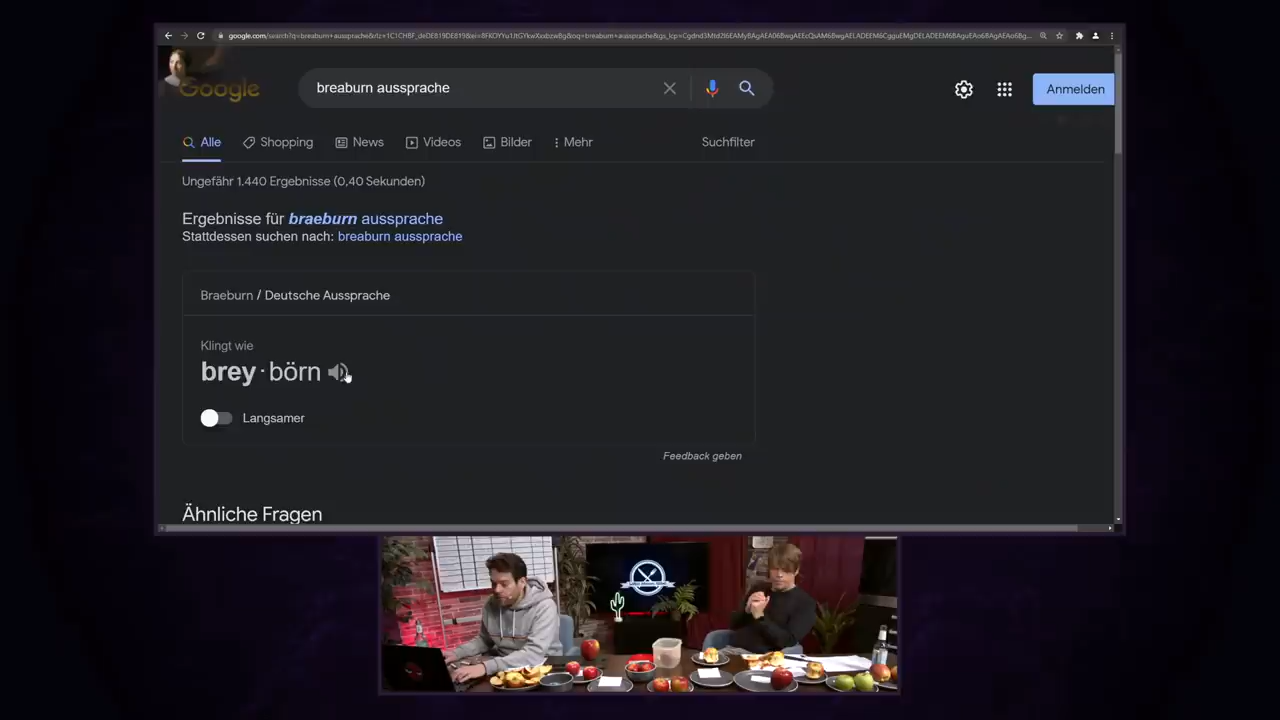 Google
breaburn aussprache
Anmelden
Alle
Shopping
News
Videos
Bilder
Mehr
Suchfilter
Ungefähr 1.440 Ergebnisse (0,40 Sekunden)
Ergebnisse für braeburn aussprache
Stattdessen suchen nach: breaburn aussprache
Braeburn / Deutsche Aussprache
Klingt wie
brey · börn
Langsamer
Feedback geben
Ähnliche Fragen